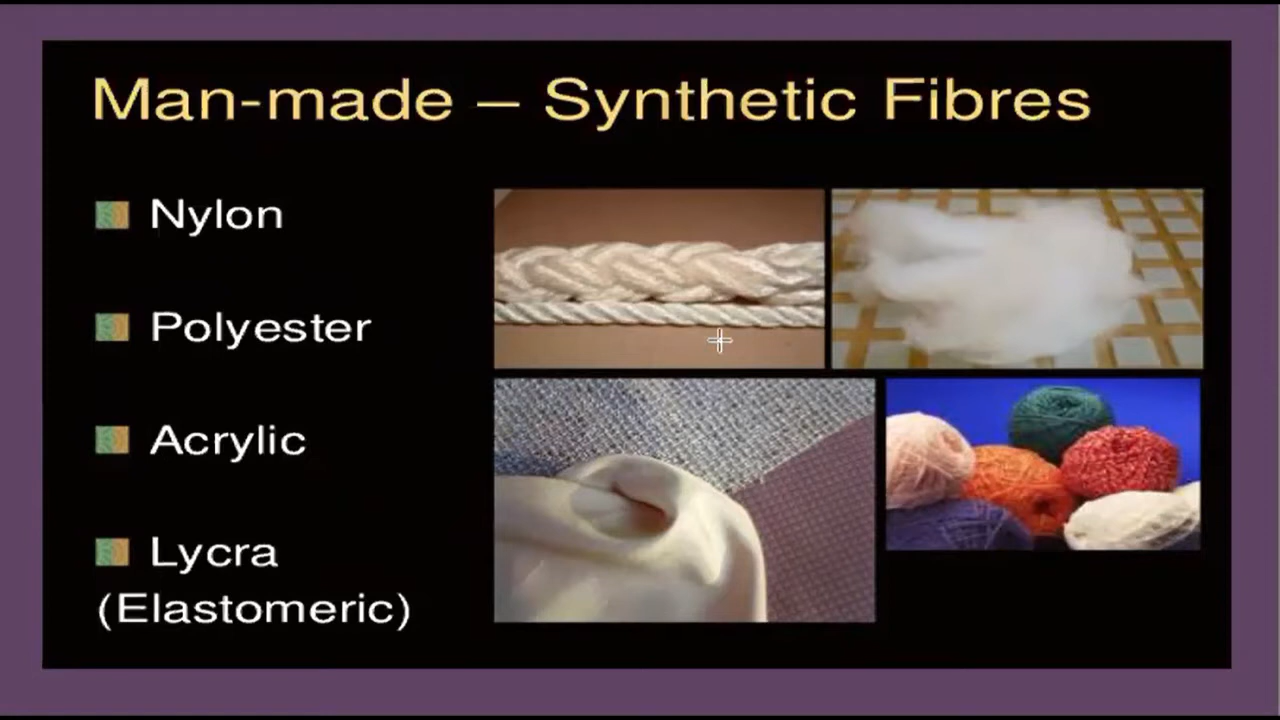 Man-made – Synthetic Fibres
Nylon
Polyester
Acrylic
Lycra
(Elastomeric)